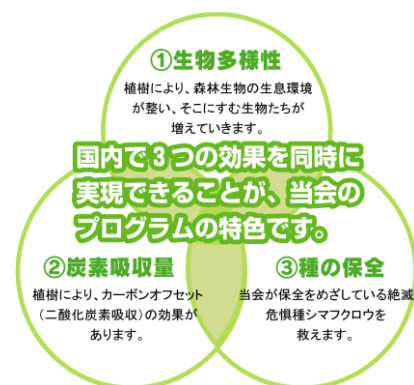 ①生物多様性
植樹により、森林生物の生息環境
が整い、そこにすむ生物たちが
増えていきます。
国内で3つの効果を同時に
実現できることが、当会の
プログラムの特色です。
②炭素吸収量
植樹により、カーボンオフセット
（二酸化炭素吸収）の効果が
あります。
③種の保全
当会が保全をめざしている絶滅
危惧種シマフクロウを
救えます。